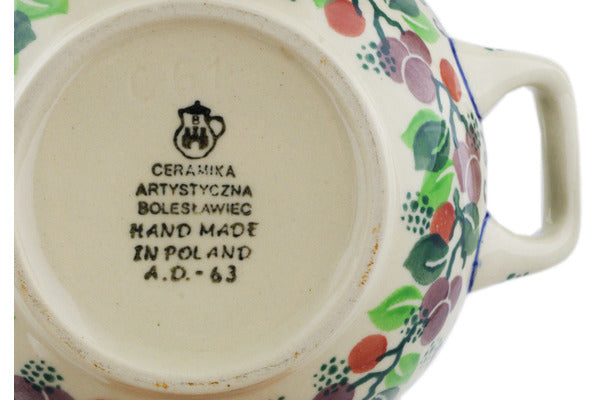 B
CERAMIKA
ARTYSTYCZNA
BOLESŁAWIEC
HAND MADE
IN POLAND
A.D.-63